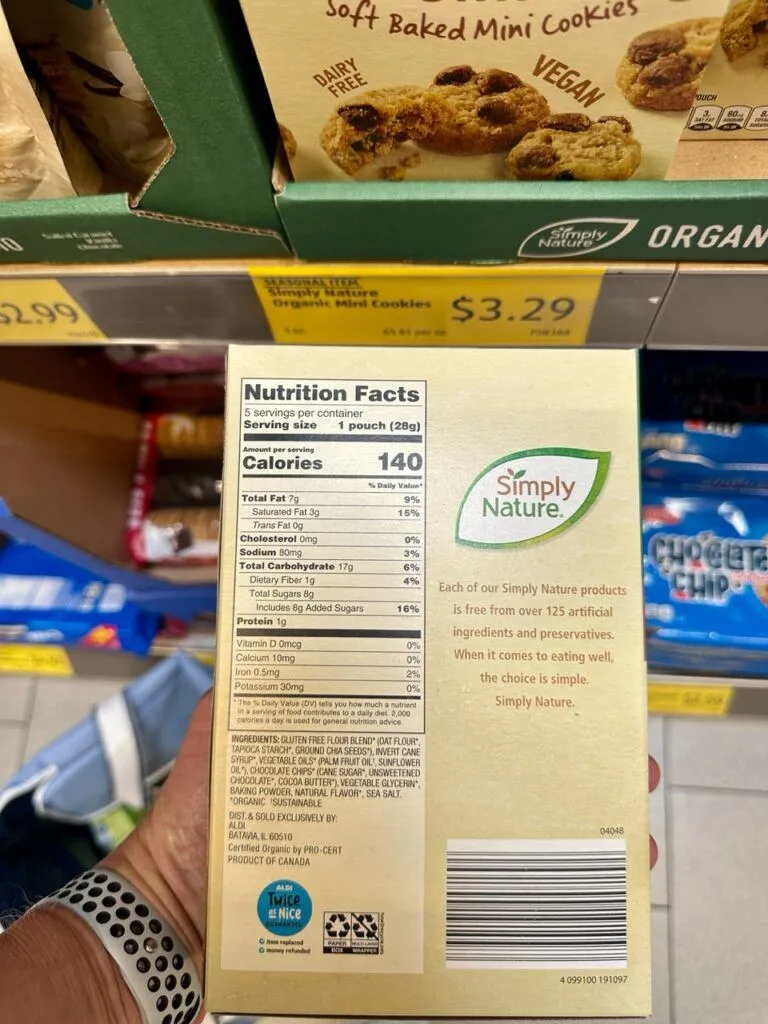 Soft Baked Mini Cookies
DAIRY
FREE
VEGAN
POUCH
Simply
Nature
ORGAN
$2.99
SEASONAL ITEM
Simply Nature
Organic Mini Cookies
$3.29
Nutrition Facts
5 servings per container
Serving size 1 pouch (28g)
Amount per serving
Calories 140
% Daily Value*
Total Fat 7g 9%
Saturated Fat 3g 15%
Trans Fat 0g
Cholesterol 0mg 0%
Sodium 80mg 3%
Total Carbohydrate 17g 6%
Dietary Fiber 1g 4%
Total Sugars 8g
Includes 8g Added Sugars 16%
Protein 1g
Vitamin D 0mcg 0%
Calcium 10mg 0%
Iron 0.5mg 2%
Potassium 30mg 0%
* The % Daily Value (DV) tells you how much a nutrient
in a serving of food contributes to a daily diet. 2,000
calories a day is used for general nutrition advice.
INGREDIENTS: GLUTEN FREE FLOUR BLEND* (OAT FLOUR*,
TAPIOCA STARCH*, GROUND CHIA SEEDS*), INVERT CANE
SYRUP*, VEGETABLE OILS* (PALM FRUIT OIL†, SUNFLOWER
OIL*), CHOCOLATE CHIPS* (CANE SUGAR*, UNSWEETENED
CHOCOLATE*, COCOA BUTTER*), VEGETABLE GLYCERIN*,
BAKING POWDER, NATURAL FLAVOR*, SEA SALT.
*ORGANIC †SUSTAINABLE
DIST. & SOLD EXCLUSIVELY BY:
ALDI
BATAVIA, IL 60510
Certified Organic by PRO-CERT
PRODUCT OF CANADA
ALDI
Twice
as Nice
GUARANTEE
item replaced
money refunded
PAPER
BOX
MULTI-LAYER
WRAPPER
Simply
Nature®
Each of our Simply Nature products
is free from over 125 artificial
ingredients and preservatives.
When it comes to eating well,
the choice is simple.
Simply Nature.
04048
4 099100 191097
CHOCLATE
CHIP